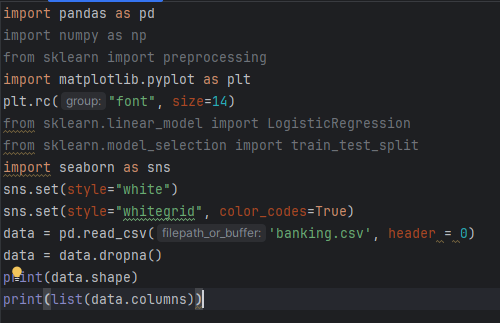 import pandas as pd
import numpy as np
from sklearn import preprocessing
import matplotlib.pyplot as plt
plt.rc( group: "font", size=14)
from sklearn.linear_model import LogisticRegression
from sklearn.model_selection import train_test_split
import seaborn as sns
sns.set(style="white")
sns.set(style="whitegrid", color_codes=True)
data = pd.read_csv( filepath_or_buffer: 'banking.csv', header = 0)
data = data.dropna()
print(data.shape)
print(list(data.columns))